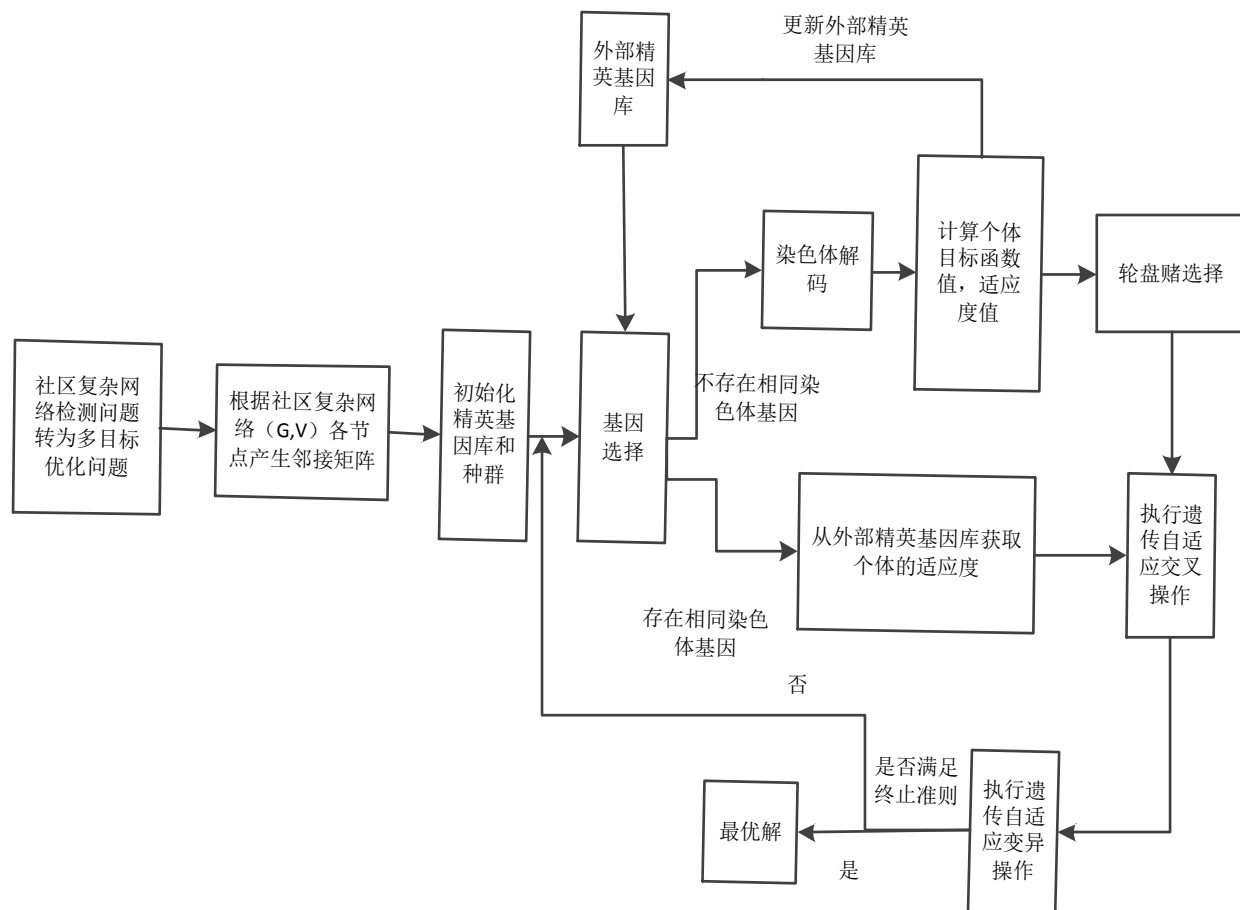 更新外部精英
基因库
外部精
英基因
库
计算个体
目标函数
值，适应
度值
染色体解
码
轮盘赌选择
社区复杂网
络检测问题
转为多目标
优化问题
根据社区复杂网
络（G,V）各节
点产生邻接矩阵
初始化
精英基
因库和
种群
基因
选择
不存在相同染
色体基因
从外部精英基因库获取
个体的适应度
执行遗
传自适
应交叉
操作
存在相同染色
体基因
否
是否满足
终止准则
执行遗
传自适
应变异
操作
最优解
是